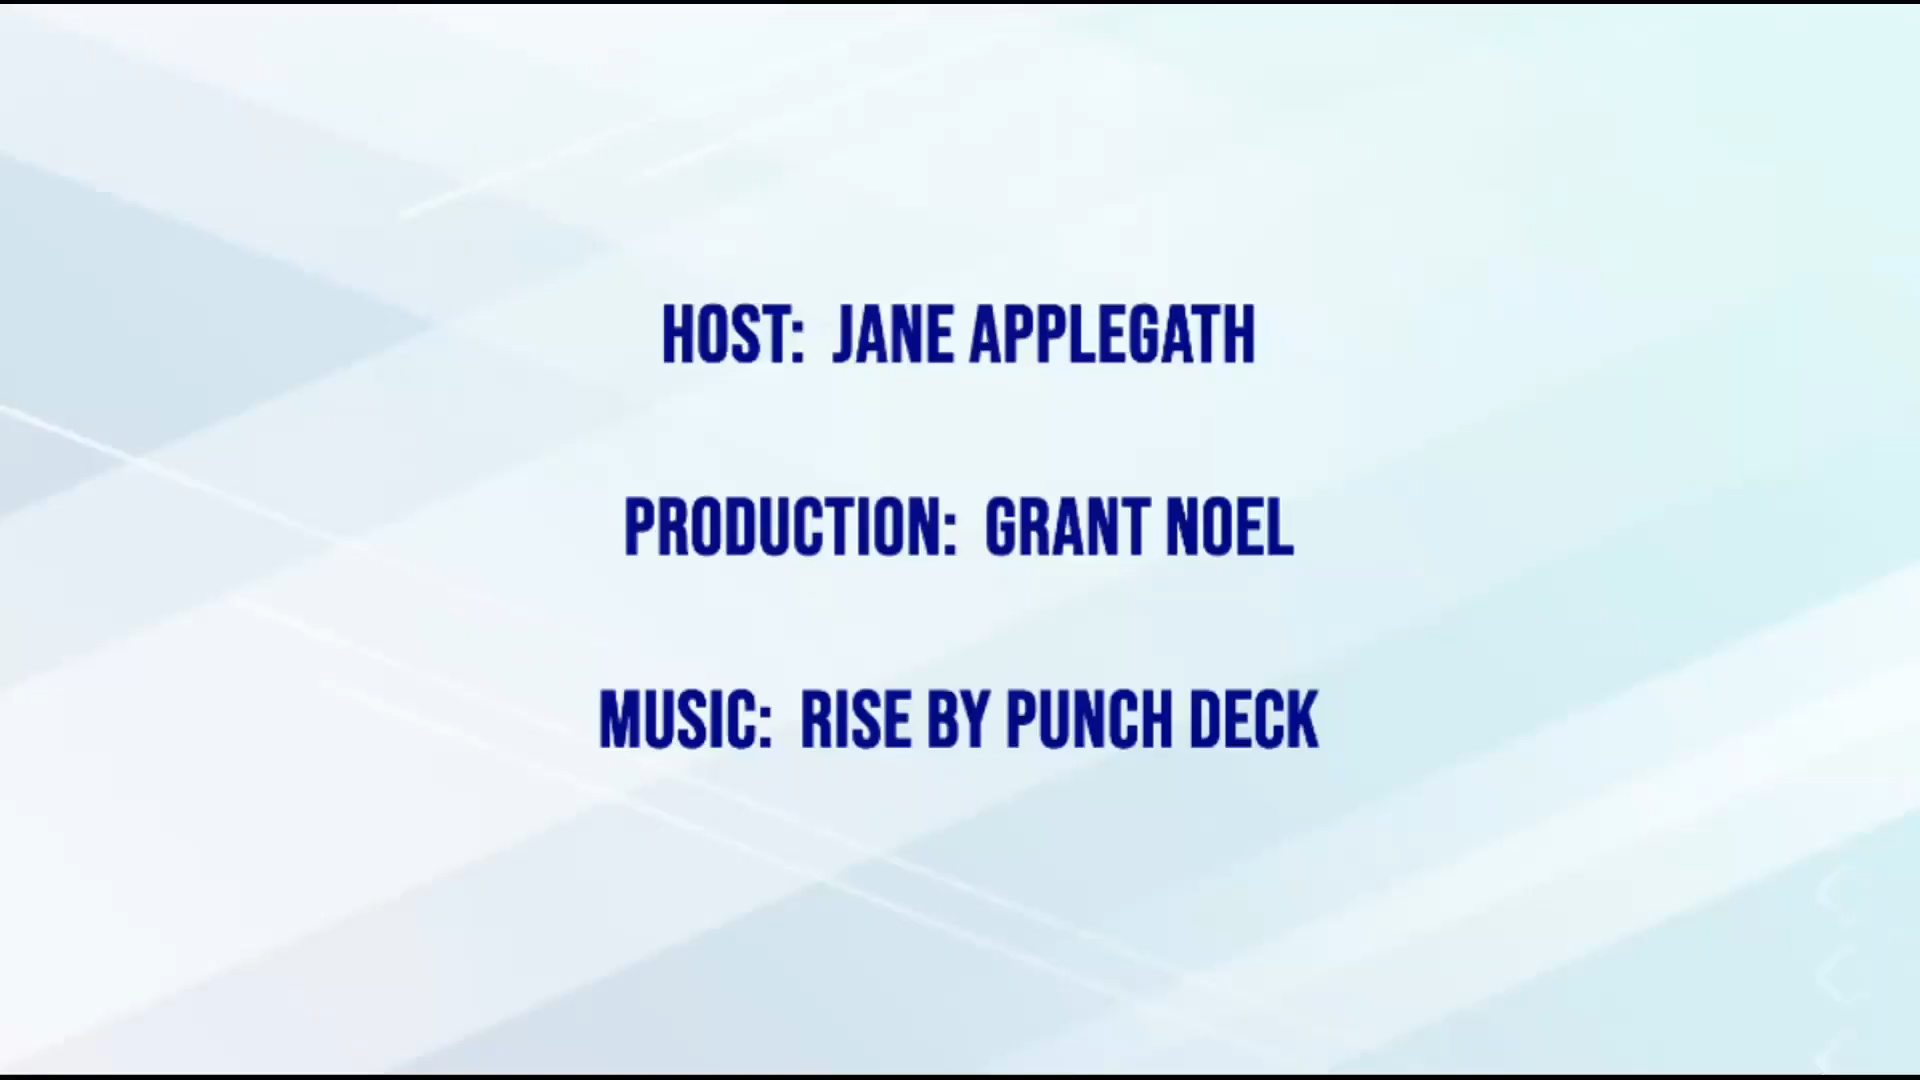 HOST: JANE APPLEGATH
PRODUCTION: GRANT NOEL
MUSIC: RISE BY PUNCH DECK